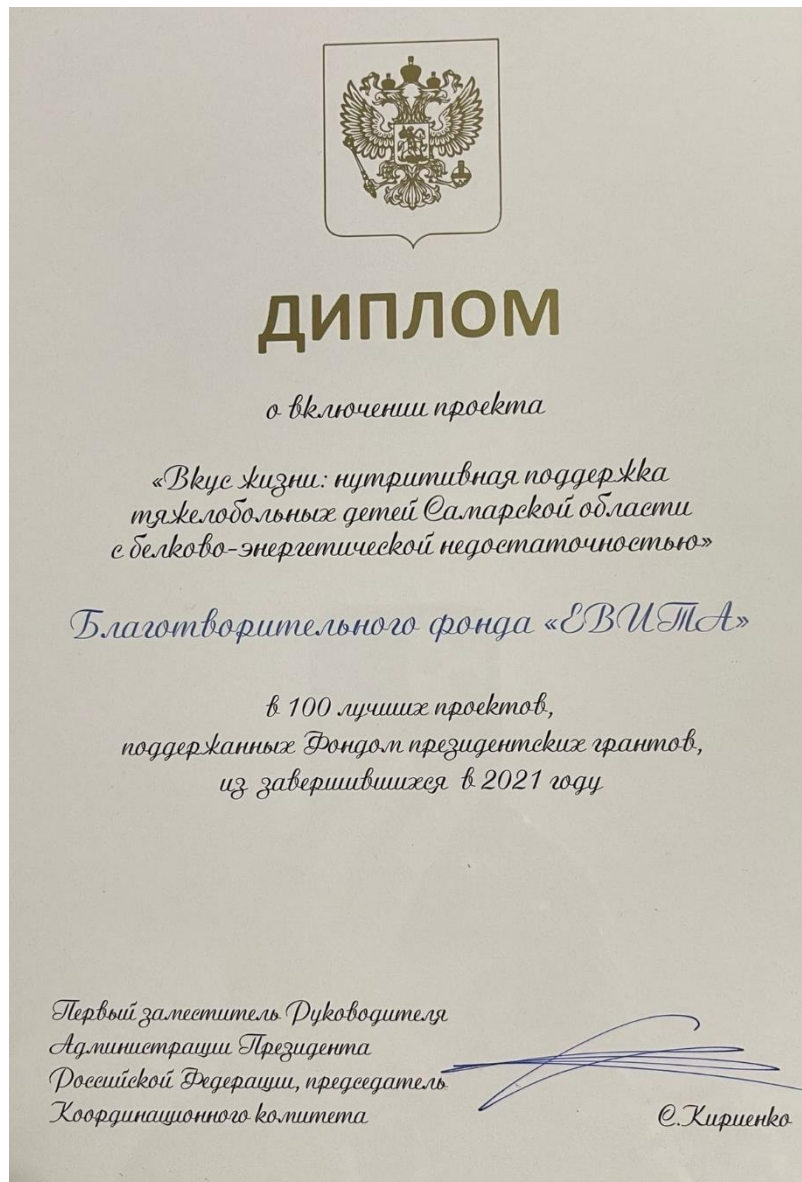 ДИПЛОМ
о включении проекта
«Вкус жизни: нутритивная поддержка
тяжелобольных детей Самарской области
с белково-энергетической недостаточностью»
Благотворительного фонда «ЕВИТА»
в 100 лучших проектов,
поддержанных Фондом президентских грантов,
из завершившихся в 2021 году
Первый заместитель Руководителя
Администрации Президента
Российской Федерации, председатель
Координационного комитета
С.Кириенко